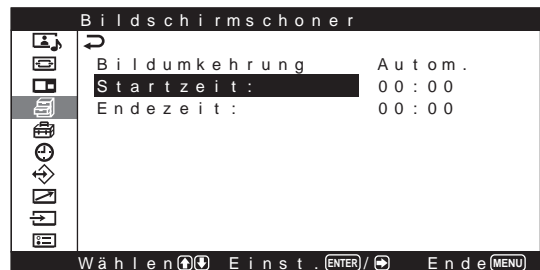 Bildschirmschoner
Bildumkehrung Autom.
Startzeit: 00:00
Endezeit: 00:00
Wählen Einst. ENTER/ Ende MENU